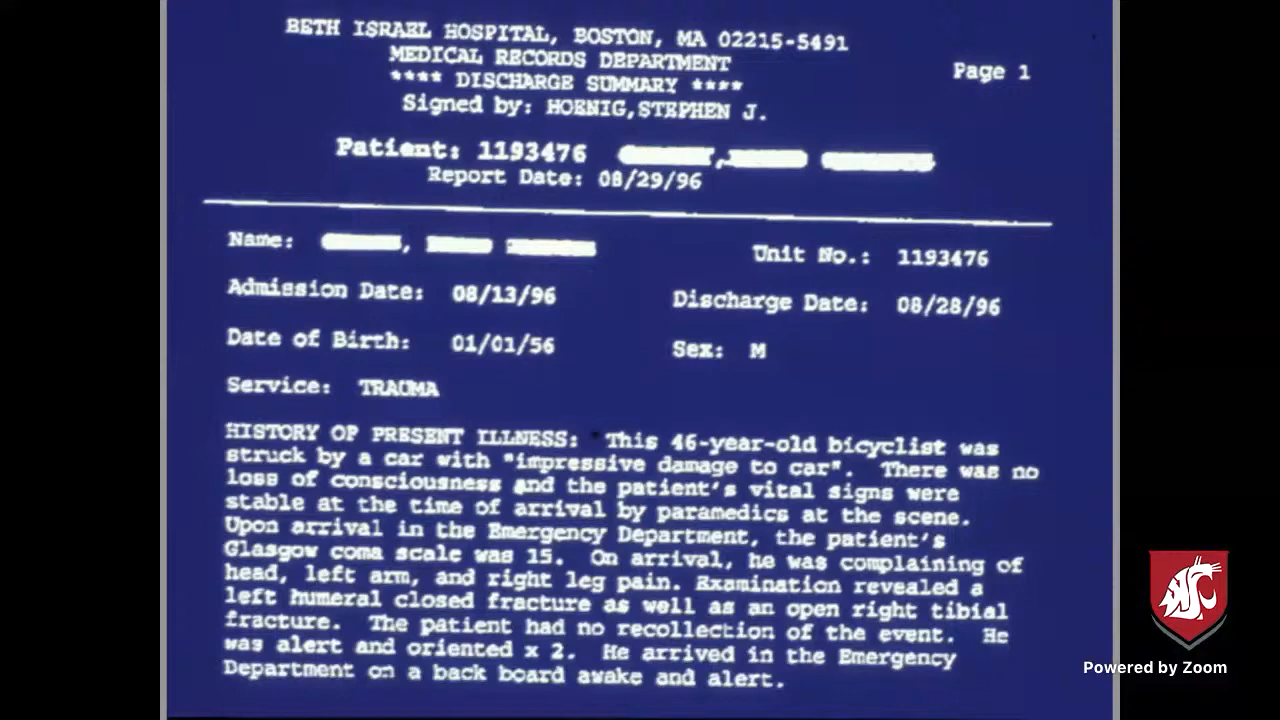 BETH ISRAEL HOSPITAL, BOSTON, MA 02215-5491
MEDICAL RECORDS DEPARTMENT
Page 1
**** DISCHARGE SUMMARY ****
Signed by: HOENIG,STEPHEN J.
Patient: 1193476 ,
Report Date: 08/29/96
Name: , Unit No.: 1193476
Admission Date: 08/13/96 Discharge Date: 08/28/96
Date of Birth: 01/01/56 Sex: M
Service: TRAUMA
HISTORY OF PRESENT ILLNESS: This 46-year-old bicyclist was
struck by a car with "impressive damage to car". There was no
loss of consciousness and the patient's vital signs were
stable at the time of arrival by paramedics at the scene.
Upon arrival in the Emergency Department, the patient's
Glasgow coma scale was 15. On arrival, he was complaining of
head, left arm, and right leg pain. Examination revealed a
left humeral closed fracture as well as an open right tibial
fracture. The patient had no recollection of the event. He
was alert and oriented x 2. He arrived in the Emergency
Department on a back board awake and alert.
Powered by Zoom